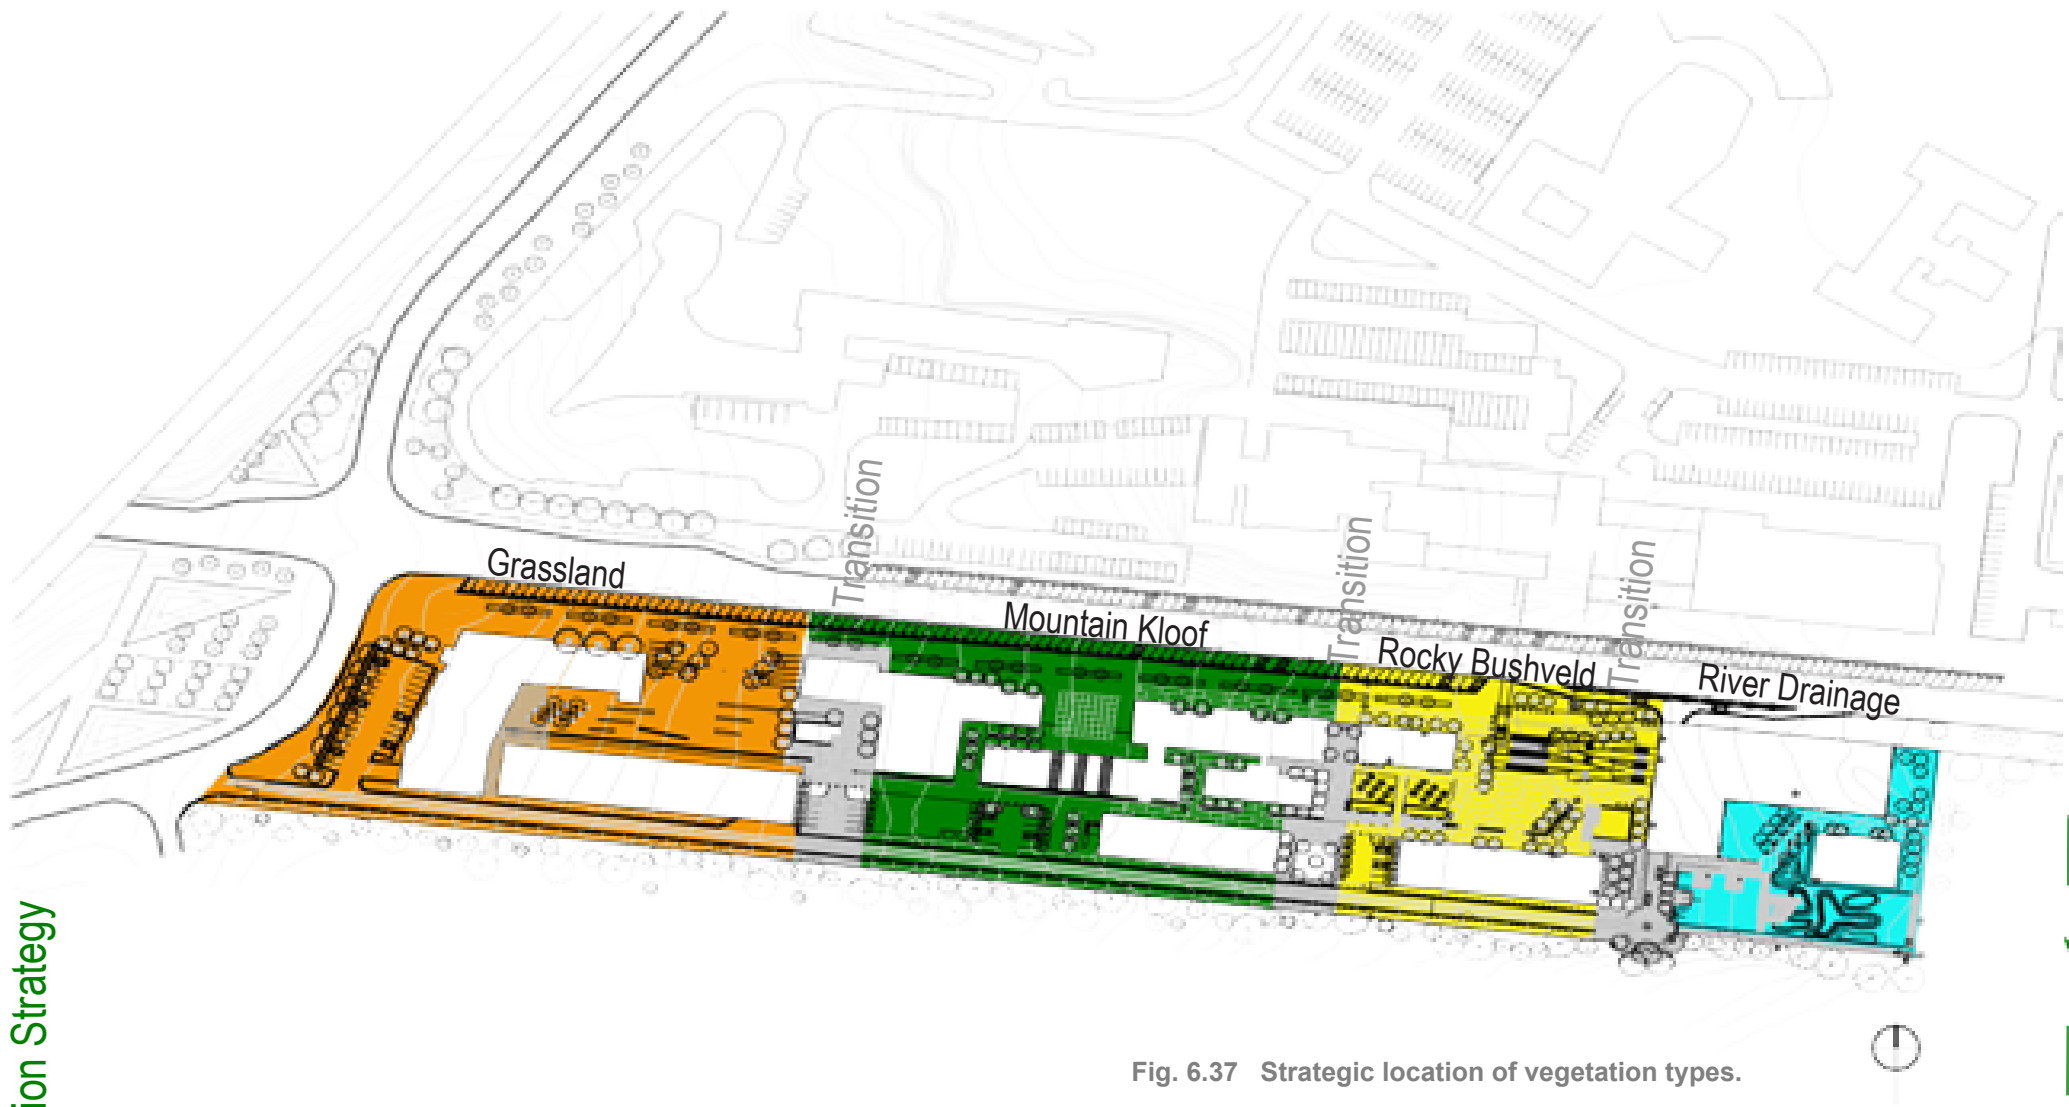 Transition
Transition
Transition
Grassland
Mountain Kloof
Rocky Bushveld
River Drainage
ion Strategy
Fig. 6.37 Strategic location of vegetation types.